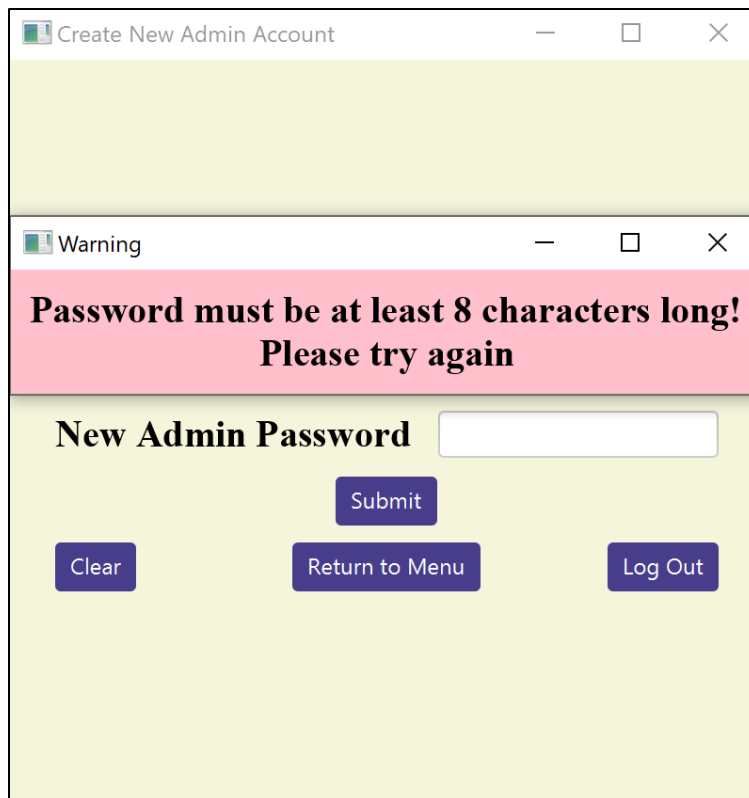 Create New Admin Account
Warning
Password must be at least 8 characters long!
Please try again
New Admin Password
Submit
Clear
Return to Menu
Log Out